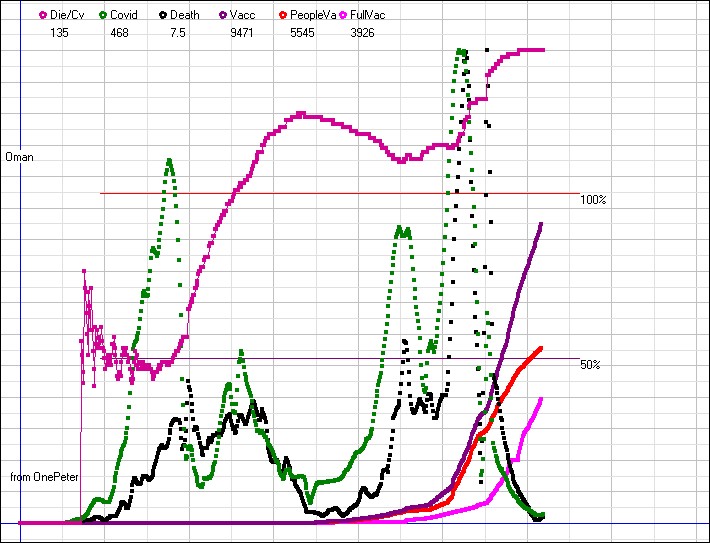 Die/Cv Covid Death Vacc PeopleVa FullVac
135 468 7.5 9471 5545 3926
Oman
100%
50%
from OnePeter